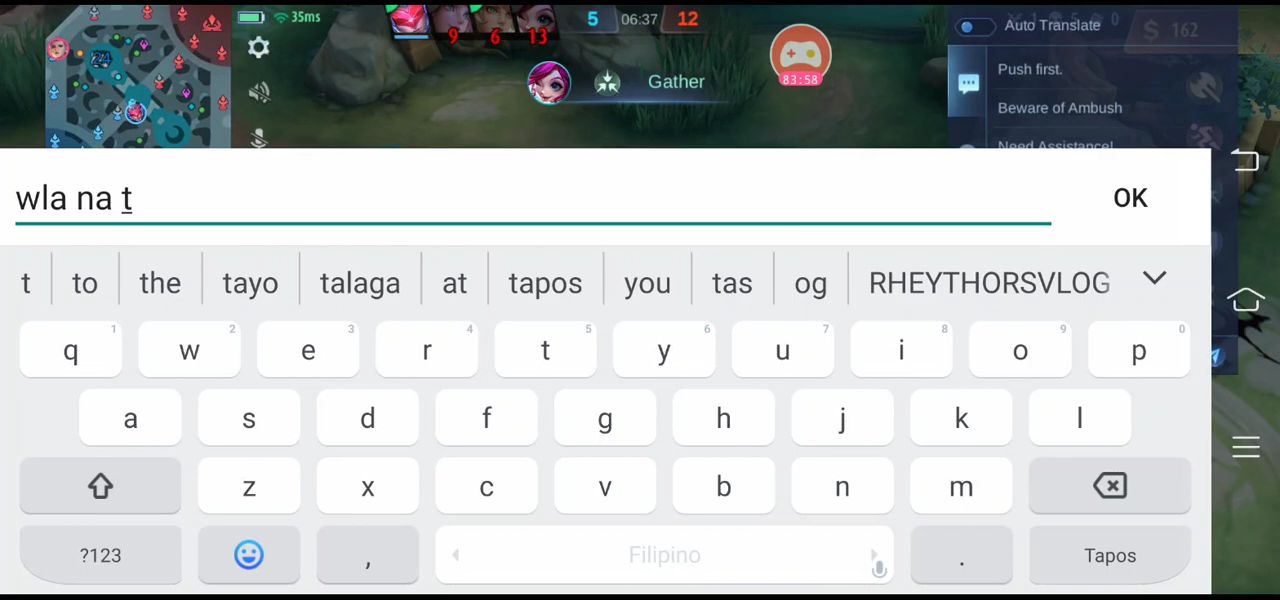 35ms
24
9 6 13
5 06:37 12
Gather
83:58
Auto Translate
$ 162
Push first.
Beware of Ambush
Need Assistance!
wla na t
OK
t to the tayo talaga at tapos you tas og RHEYTHORSVLOG
q 1 w 2 e 3 r 4 t 5 y 6 u 7 i 8 o 9 p 0
a s d f g h j k l
z x c v b n m
?123 , Filipino . Tapos